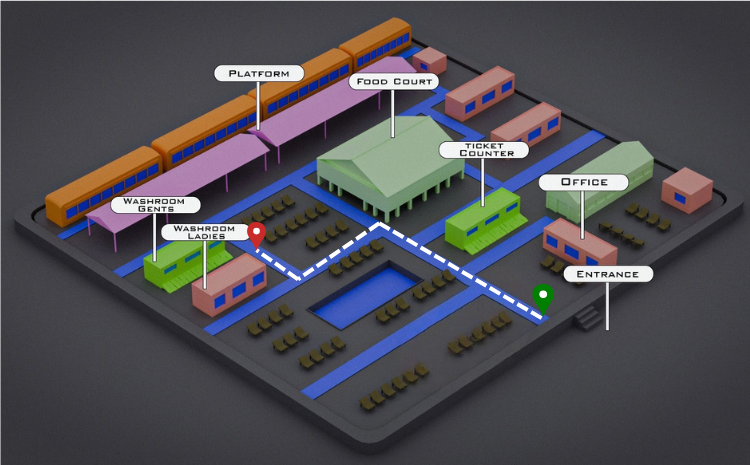 PLATFORM
FOOD COURT
TICKET
COUNTER
WASHROOM
GENTS
WASHROOM
LADIES
OFFICE
ENTRANCE